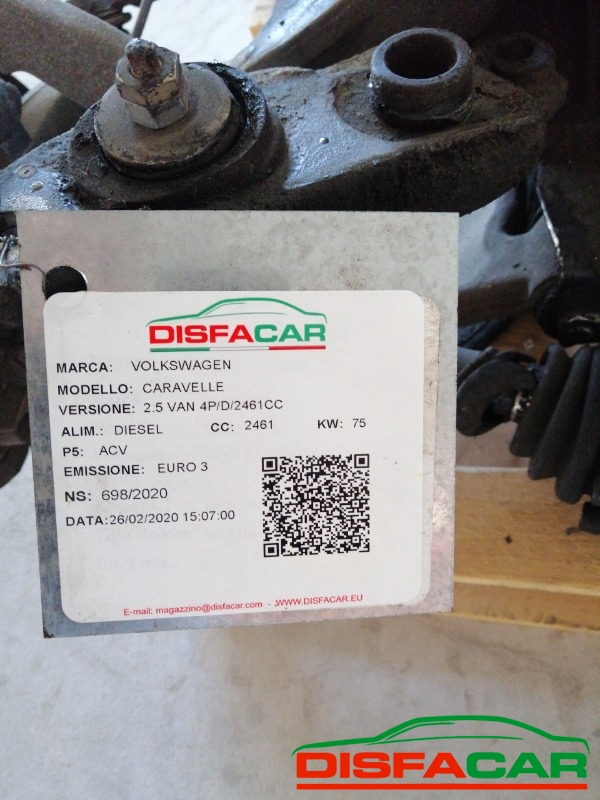 DISFACAR
MARCA: VOLKSWAGEN
MODELLO: CARAVELLE
VERSIONE: 2.5 VAN 4P/D/2461CC
ALIM.: DIESEL CC: 2461 KW: 75
P5: ACV
EMISSIONE: EURO 3
NS: 698/2020
DATA:26/02/2020 15:07:00
E-mail: magazzino@disfacar.com - .WWW.DISFACAR.EU
DISFACAR